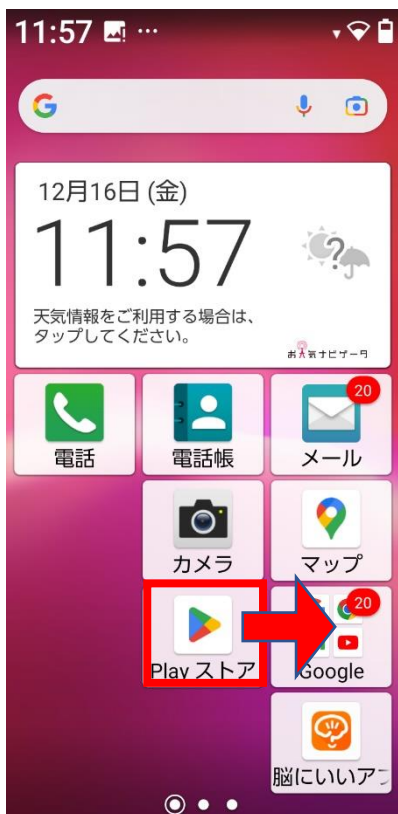 11:57
12月16日 (金)
11:57
天気情報をご利用する場合は、
タップしてください。
お天気ナビゲータ
電話
電話帳
20
メール
カメラ
マップ
Play ストア
20
Google
脳にいいアプ